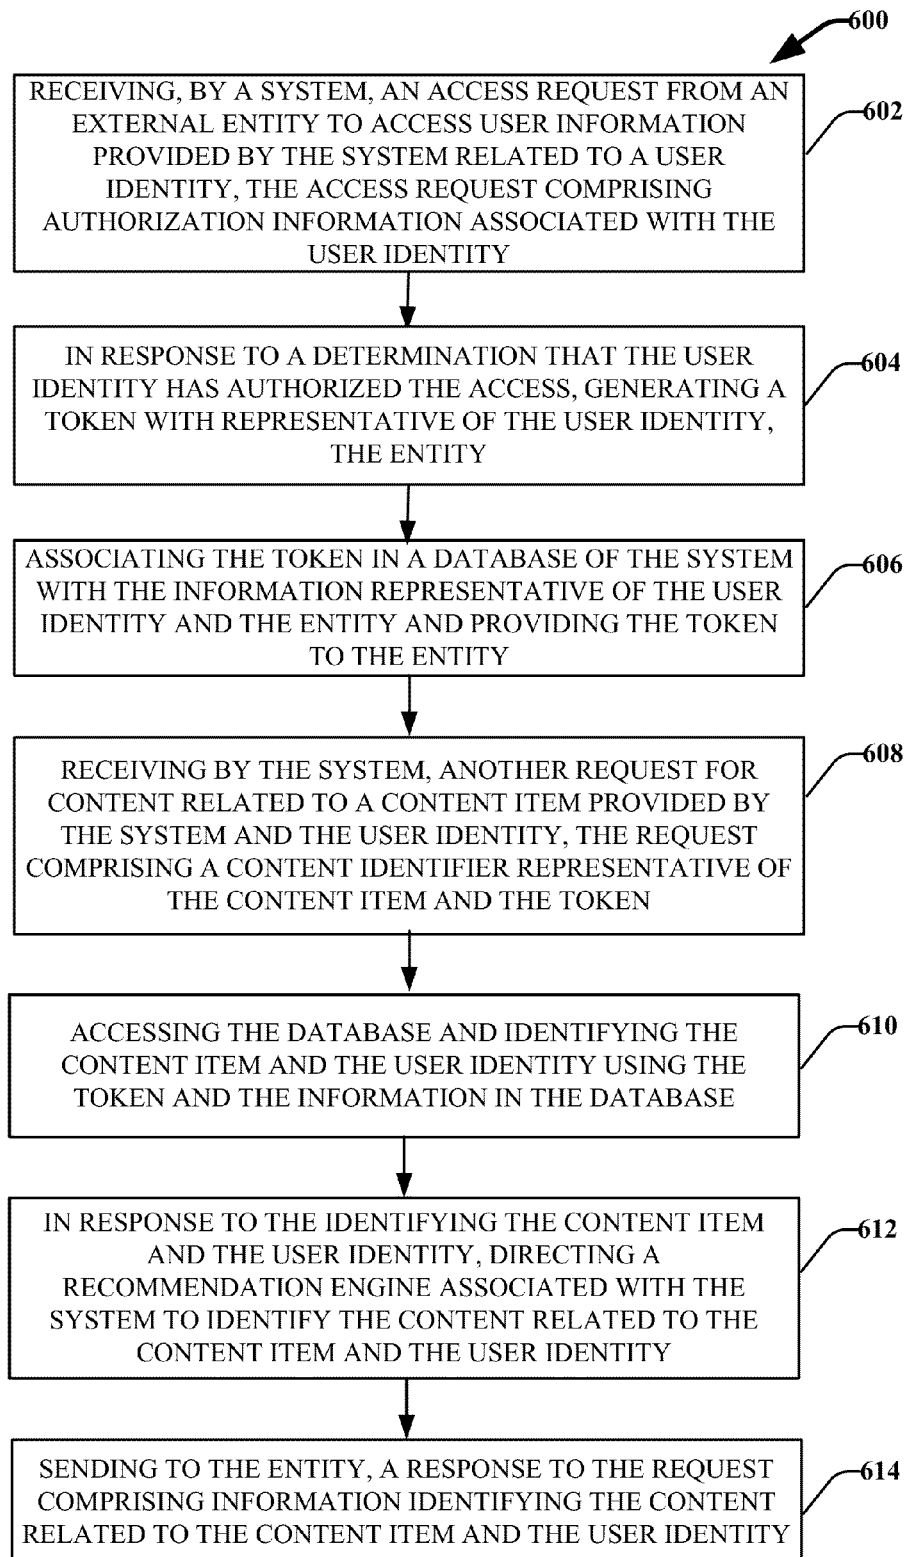 600
RECEIVING, BY A SYSTEM, AN ACCESS REQUEST FROM AN
EXTERNAL ENTITY TO ACCESS USER INFORMATION
PROVIDED BY THE SYSTEM RELATED TO A USER
IDENTITY, THE ACCESS REQUEST COMPRISING
AUTHORIZATION INFORMATION ASSOCIATED WITH THE
USER IDENTITY
602
IN RESPONSE TO A DETERMINATION THAT THE USER
IDENTITY HAS AUTHORIZED THE ACCESS, GENERATING A
TOKEN WITH REPRESENTATIVE OF THE USER IDENTITY,
THE ENTITY
604
ASSOCIATING THE TOKEN IN A DATABASE OF THE SYSTEM
WITH THE INFORMATION REPRESENTATIVE OF THE USER
IDENTITY AND THE ENTITY AND PROVIDING THE TOKEN
TO THE ENTITY
606
RECEIVING BY THE SYSTEM, ANOTHER REQUEST FOR
CONTENT RELATED TO A CONTENT ITEM PROVIDED BY
THE SYSTEM AND THE USER IDENTITY, THE REQUEST
COMPRISING A CONTENT IDENTIFIER REPRESENTATIVE
OF THE CONTENT ITEM AND THE TOKEN
608
ACCESSING THE DATABASE AND IDENTIFYING THE
CONTENT ITEM AND THE USER IDENTITY USING THE
TOKEN AND THE INFORMATION IN THE DATABASE
610
IN RESPONSE TO THE IDENTIFYING THE CONTENT ITEM
AND THE USER IDENTITY, DIRECTING A
RECOMMENDATION ENGINE ASSOCIATED WITH THE
SYSTEM TO IDENTIFY THE CONTENT RELATED TO THE
CONTENT ITEM AND THE USER IDENTITY
612
SENDING TO THE ENTITY, A RESPONSE TO THE REQUEST
COMPRISING INFORMATION IDENTIFYING THE CONTENT
RELATED TO THE CONTENT ITEM AND THE USER IDENTITY
614